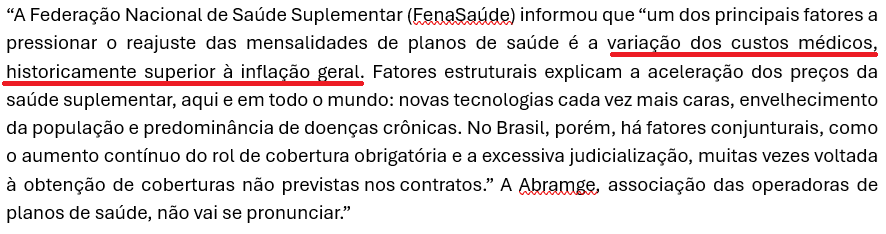 “A Federação Nacional de Saúde Suplementar (FenaSaúde) informou que “um dos principais fatores a
pressionar o reajuste das mensalidades de planos de saúde é a variação dos custos médicos,
historicamente superior à inflação geral. Fatores estruturais explicam a aceleração dos preços da
saúde suplementar, aqui e em todo o mundo: novas tecnologias cada vez mais caras, envelhecimento
da população e predominância de doenças crônicas. No Brasil, porém, há fatores conjunturais, como
o aumento contínuo do rol de cobertura obrigatória e a excessiva judicialização, muitas vezes voltada
à obtenção de coberturas não previstas nos contratos.” A Abramge, associação das operadoras de
planos de saúde, não vai se pronunciar.”